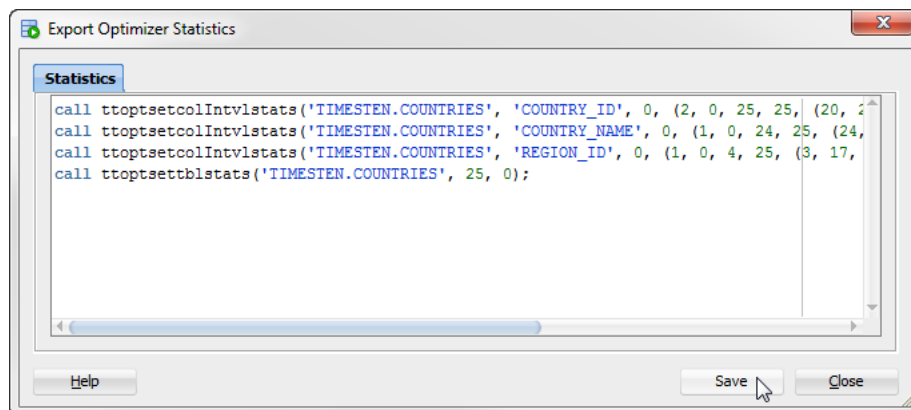 Export Optimizer Statistics
Statistics
call ttoptsetcolIntvlstats('TIMESTEN.COUNTRIES', 'COUNTRY_ID', 0, (2, 0, 25, 25, (20,
call ttoptsetcolIntvlstats('TIMESTEN.COUNTRIES', 'COUNTRY_NAME', 0, (1, 0, 24, 25, (24,
call ttoptsetcolIntvlstats('TIMESTEN.COUNTRIES', 'REGION_ID', 0, (1, 0, 4, 25, (3, 17,
call ttoptsettblstats('TIMESTEN.COUNTRIES', 25, 0);
Help Save Close